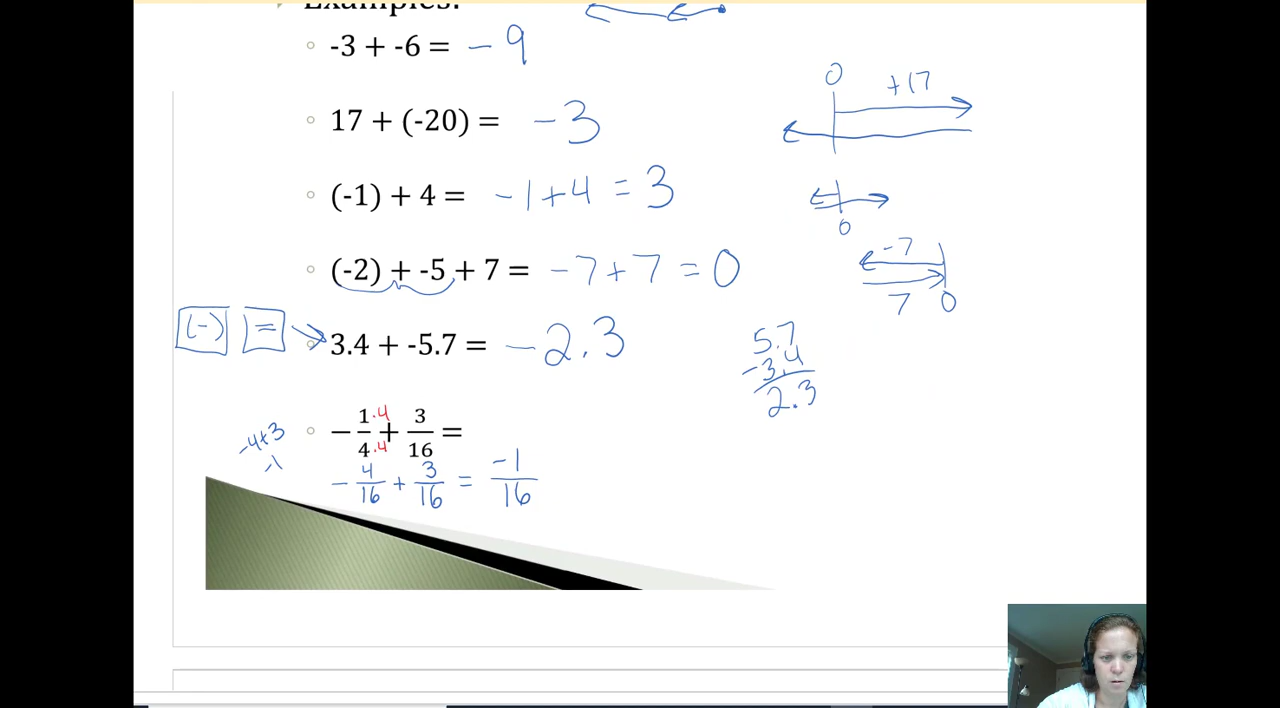 Examples:
-3 + -6 = -9
17 + (-20) = -3
0
+17
(-1) + 4 = -1+4 = 3
0
(-2) + -5 + 7 = -7+7 = 0
-7
7 0
(-) = 3.4 + -5.7 = -2.3
5.7
-3.4
2.3
-1/4 + 3/16 =
·4
·4
-4+3
-1
-4/16 + 3/16 = -1/16